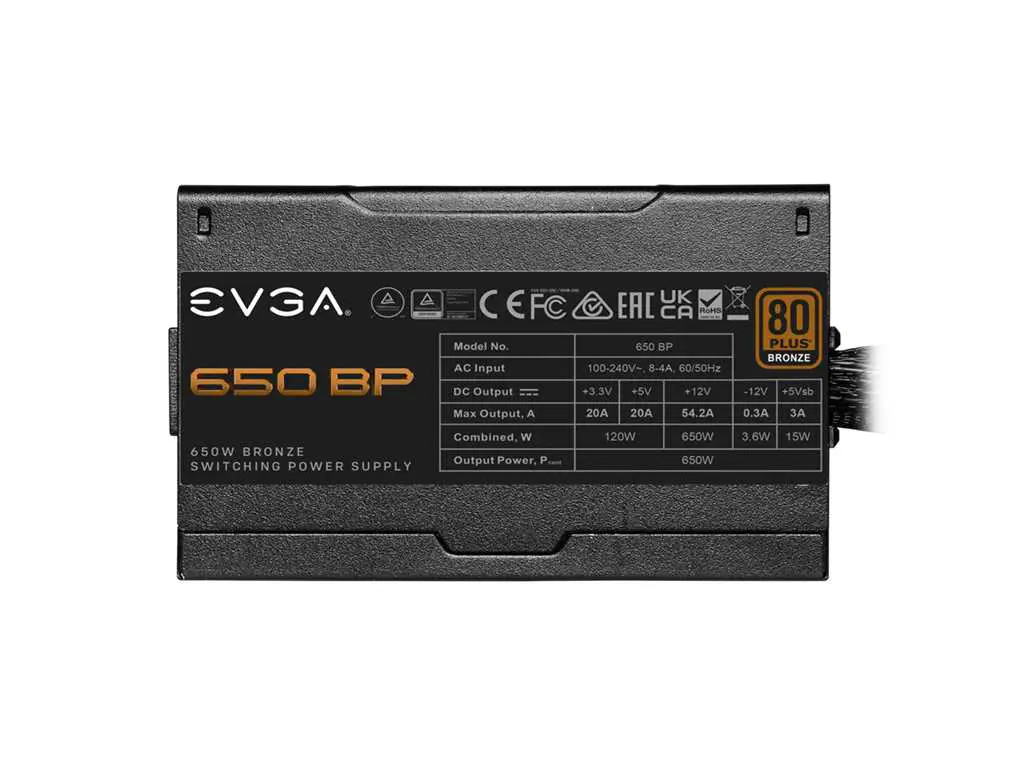 EVGA®
CE FC EAC UK CA RoHS
80 PLUS® BRONZE
650 BP
650W BRONZE
SWITCHING POWER SUPPLY
Model No. 650 BP
AC Input 100-240V~, 8-4A, 60/50Hz
DC Output +3.3V +5V +12V -12V +5Vsb
Max Output, A 20A 20A 54.2A 0.3A 3A
Combined, W 120W 650W 3.6W 15W
Output Power, P 650W